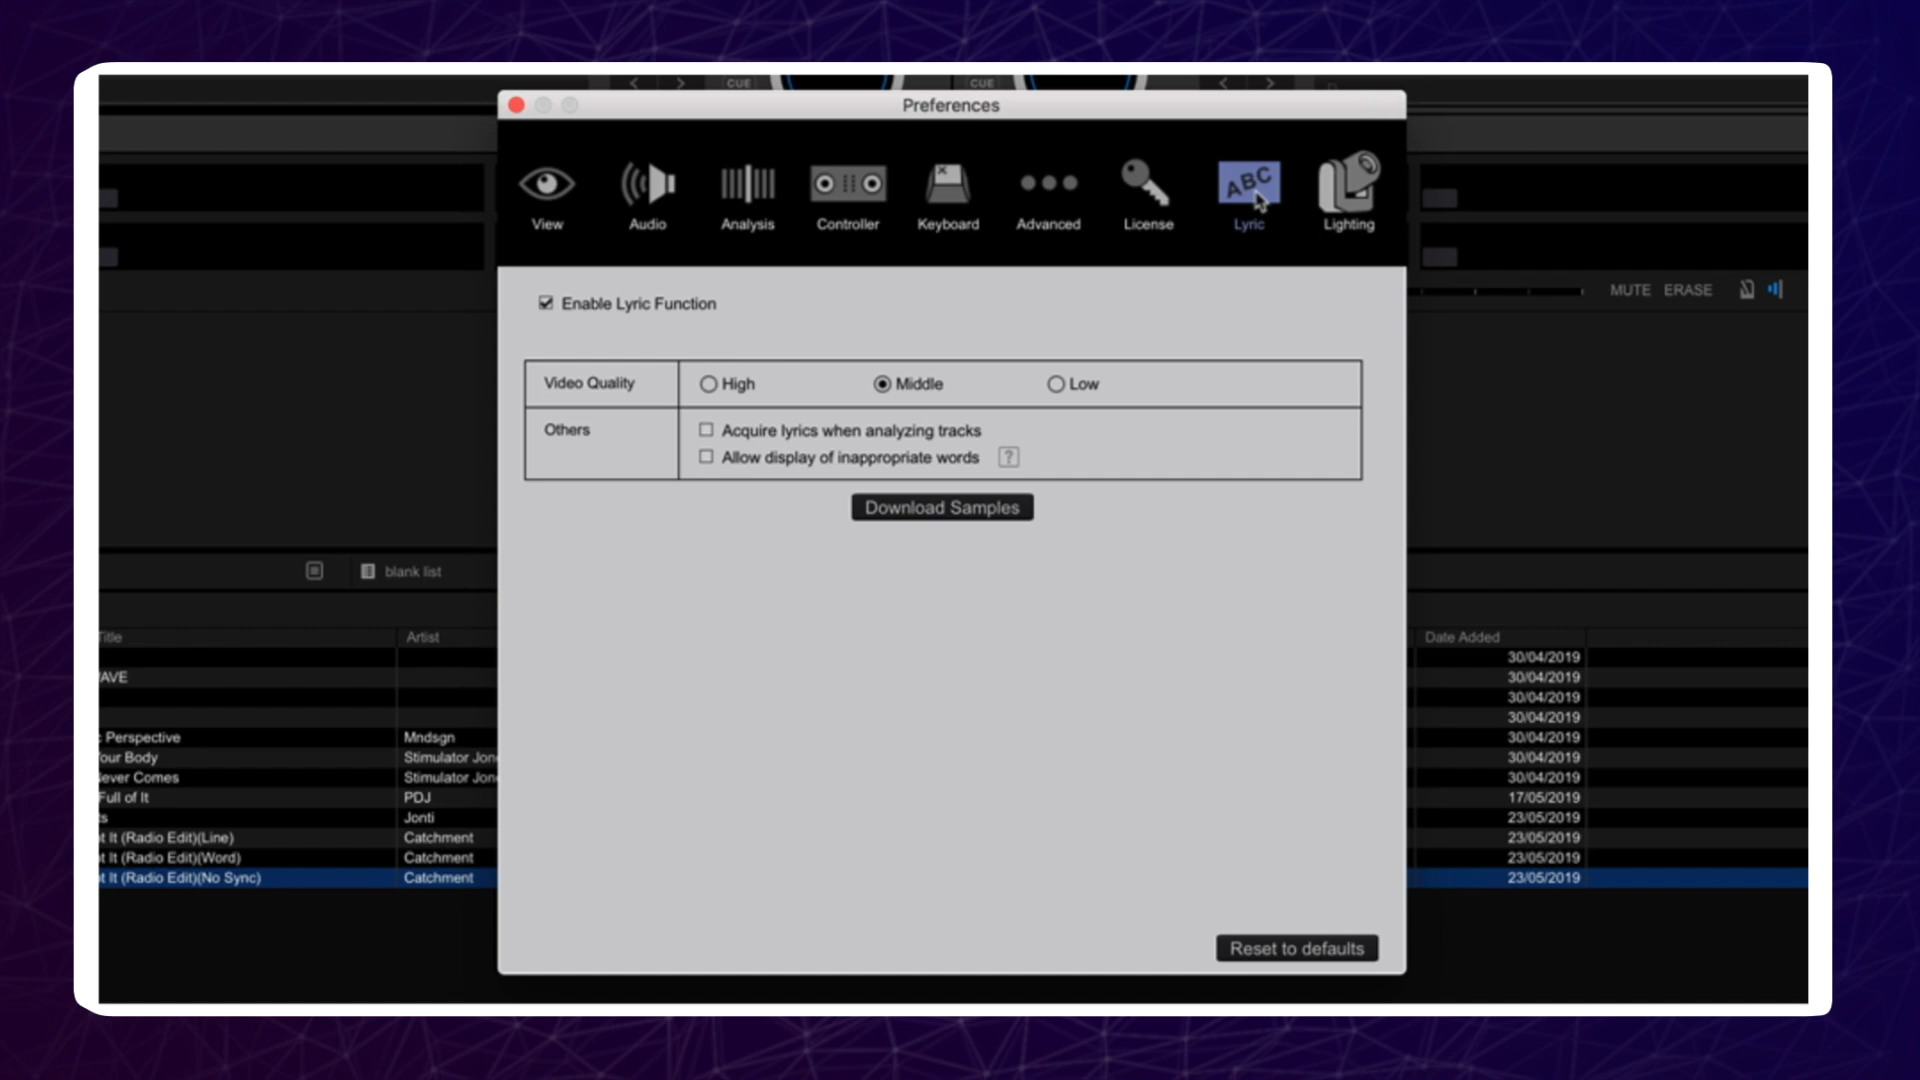 CUE
CUE
Preferences
View
Audio
Analysis
Controller
Keyboard
Advanced
License
ABC
Lyric
Lighting
MUTE ERASE
Enable Lyric Function
Video Quality
High
Middle
Low
Others
Acquire lyrics when analyzing tracks
Allow display of inappropriate words ?
Download Samples
blank list
Title Artist Date Added
30/04/2019
/AVE 30/04/2019
30/04/2019
30/04/2019
c Perspective Mndsgn 30/04/2019
Your Body Stimulator Jon 30/04/2019
Never Comes Stimulator Jon 30/04/2019
Full of It PDJ 17/05/2019
ts Jonti 23/05/2019
t It (Radio Edit)(Line) Catchment 23/05/2019
t It (Radio Edit)(Word) Catchment 23/05/2019
t It (Radio Edit)(No Sync) Catchment 23/05/2019
Reset to defaults